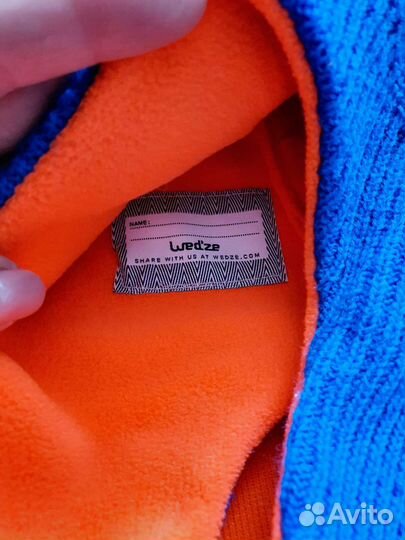 NAME:
Wed'ze
SHARE WITH US AT WEDZE.COM
Avito